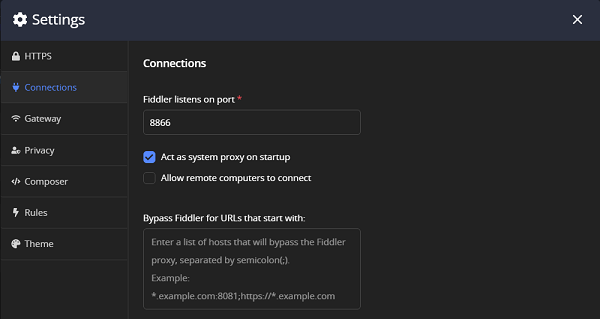 Settings
HTTPS
Connections
Gateway
Privacy
Composer
Rules
Theme
Connections
Fiddler listens on port *
8866
Act as system proxy on startup
Allow remote computers to connect
Bypass Fiddler for URLs that start with:
Enter a list of hosts that will bypass the Fiddler
proxy, separated by semicolon(;).
Example:
*.example.com:8081;https://*.example.com